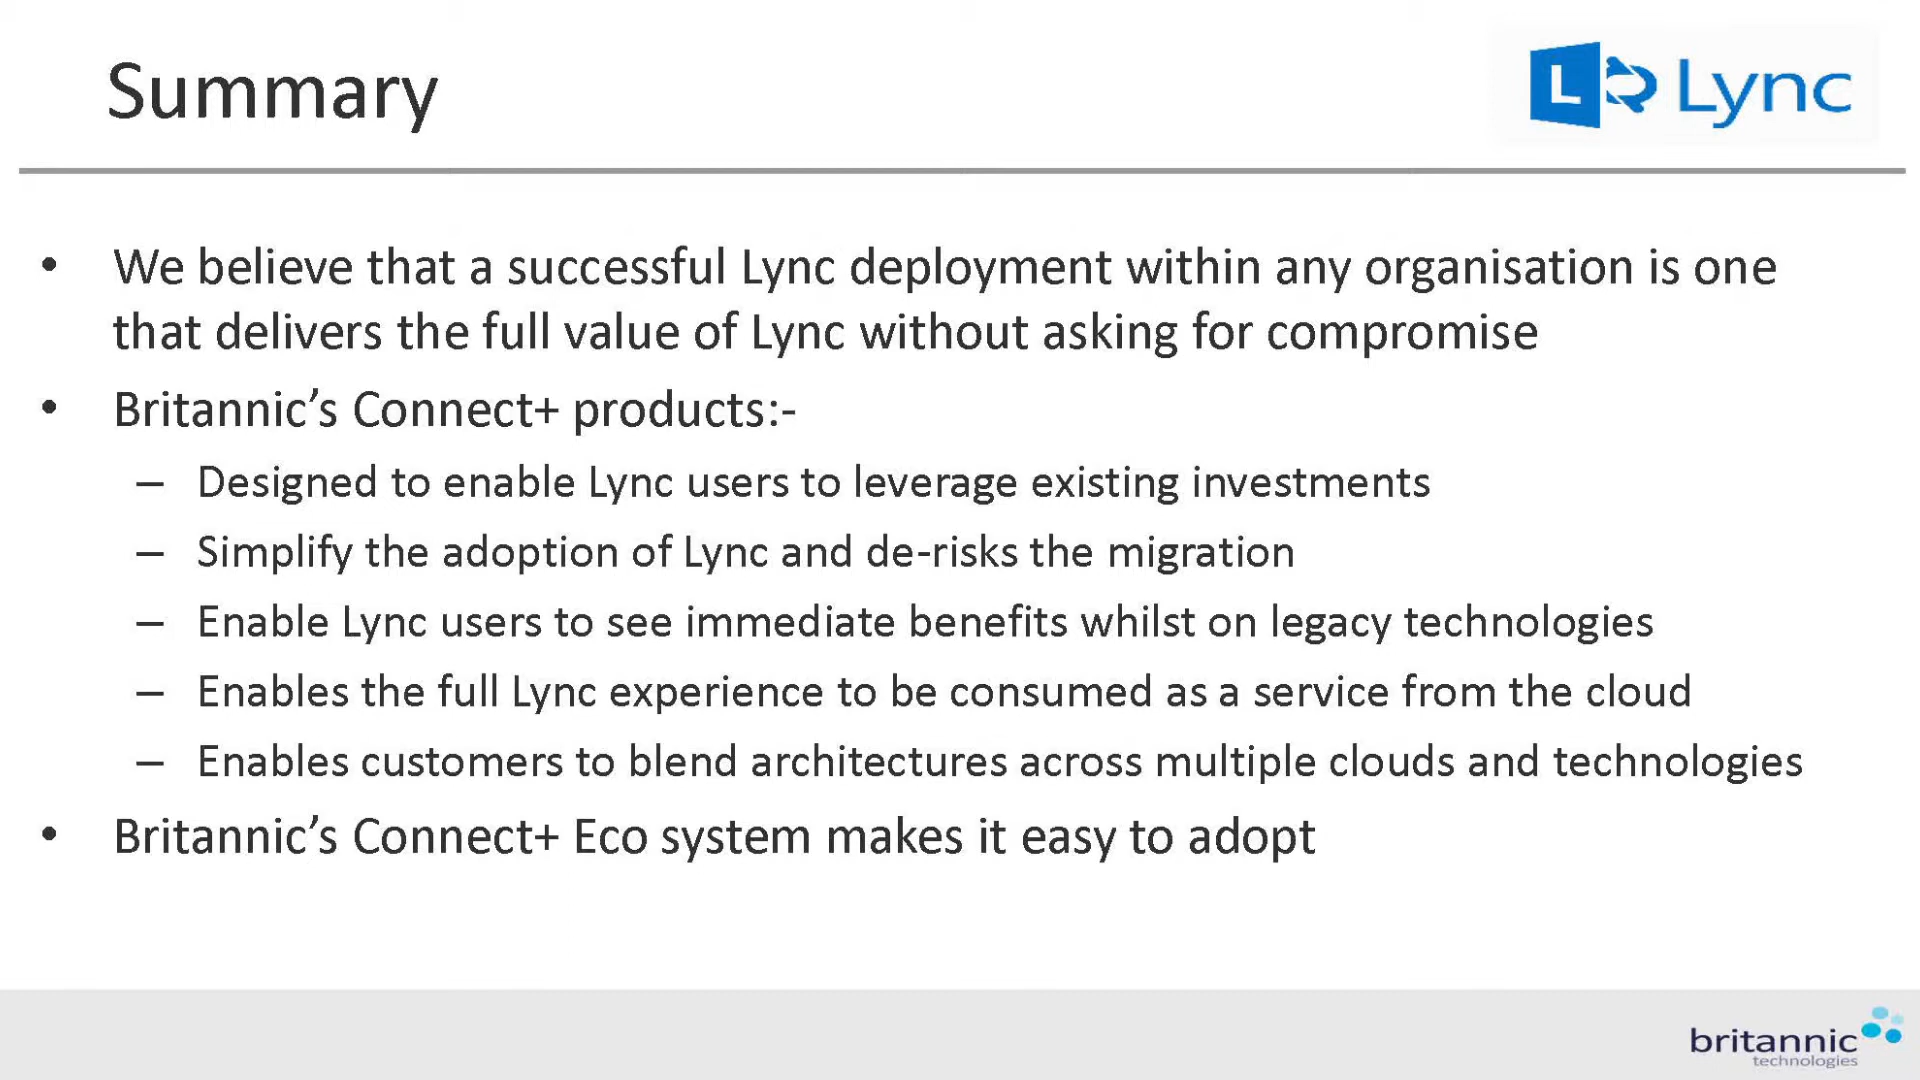 Summary
L Lync
• We believe that a successful Lync deployment within any organisation is one
that delivers the full value of Lync without asking for compromise
• Britannic’s Connect+ products:-
– Designed to enable Lync users to leverage existing investments
– Simplify the adoption of Lync and de-risks the migration
– Enable Lync users to see immediate benefits whilst on legacy technologies
– Enables the full Lync experience to be consumed as a service from the cloud
– Enables customers to blend architectures across multiple clouds and technologies
• Britannic’s Connect+ Eco system makes it easy to adopt
britannic
technologies